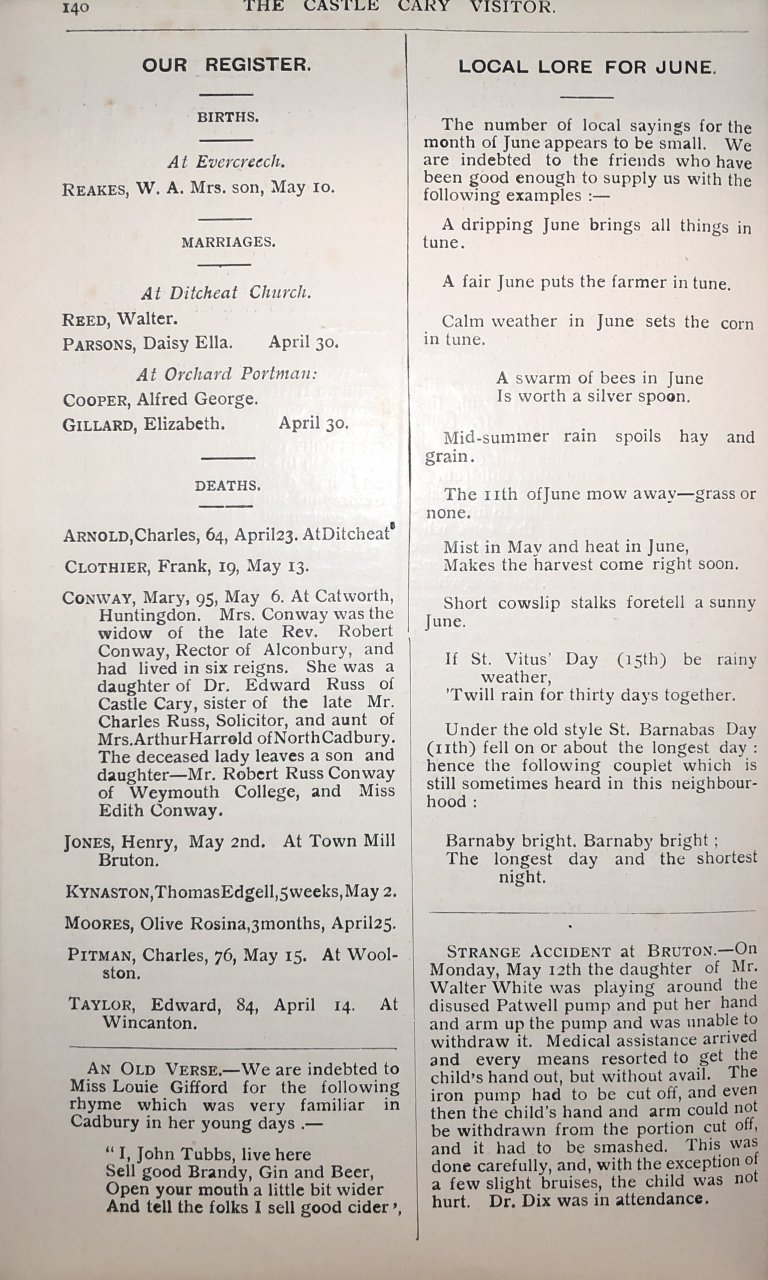 140
THE CASTLE CARY VISITOR.
OUR REGISTER.
BIRTHS.
At Evercreech.
REAKES, W. A. Mrs. son, May 10.
MARRIAGES.
At Ditcheat Church.
REED, Walter.
PARSONS, Daisy Ella. April 30.
At Orchard Portman:
COOPER, Alfred George.
GILLARD, Elizabeth. April 30.
DEATHS.
ARNOLD,Charles, 64, April23. AtDitcheat
CLOTHIER, Frank, 19, May 13.
CONWAY, Mary, 95, May 6. At Catworth,
Huntingdon. Mrs. Conway was the
widow of the late Rev. Robert
Conway, Rector of Alconbury, and
had lived in six reigns. She was a
daughter of Dr. Edward Russ of
Castle Cary, sister of the late Mr.
Charles Russ, Solicitor, and aunt of
Mrs.ArthurHarrold ofNorthCadbury.
The deceased lady leaves a son and
daughter—Mr. Robert Russ Conway
of Weymouth College, and Miss
Edith Conway.
JONES, Henry, May 2nd. At Town Mill
Bruton.
KYNASTON,ThomasEdgell,5weeks,May 2.
MOORES, Olive Rosina,3months, April25.
PITMAN, Charles, 76, May 15. At Wool-
ston.
TAYLOR, Edward, 84, April 14. At
Wincanton.
AN OLD VERSE.—We are indebted to
Miss Louie Gifford for the following
rhyme which was very familiar in
Cadbury in her young days .—
"I, John Tubbs, live here
Sell good Brandy, Gin and Beer,
Open your mouth a little bit wider
And tell the folks I sell good cider',
LOCAL LORE FOR JUNE.
The number of local sayings for the
month of June appears to be small. We
are indebted to the friends who have
been good enough to supply us with the
following examples :—
A dripping June brings all things in
tune.
A fair June puts the farmer in tune.
Calm weather in June sets the corn
in tune.
A swarm of bees in June
Is worth a silver spoon.
Mid-summer rain spoils hay and
grain.
The 11th ofJune mow away—grass or
none.
Mist in May and heat in June,
Makes the harvest come right soon.
Short cowslip stalks foretell a sunny
June.
If St. Vitus' Day (15th) be rainy
weather,
'Twill rain for thirty days together.
Under the old style St. Barnabas Day
(11th) fell on or about the longest day :
hence the following couplet which is
still sometimes heard in this neighbour-
hood :
Barnaby bright. Barnaby bright ;
The longest day and the shortest
night.
STRANGE ACCIDENT at BRUTON.—On
Monday, May 12th the daughter of Mr.
Walter White was playing around the
disused Patwell pump and put her hand
and arm up the pump and was unable to
withdraw it. Medical assistance arrived
and every means resorted to get the
child's hand out, but without avail. The
iron pump had to be cut off, and even
then the child's hand and arm could not
be withdrawn from the portion cut off,
and it had to be smashed. This was
done carefully, and, with the exception of
a few slight bruises, the child was not
hurt. Dr. Dix was in attendance.